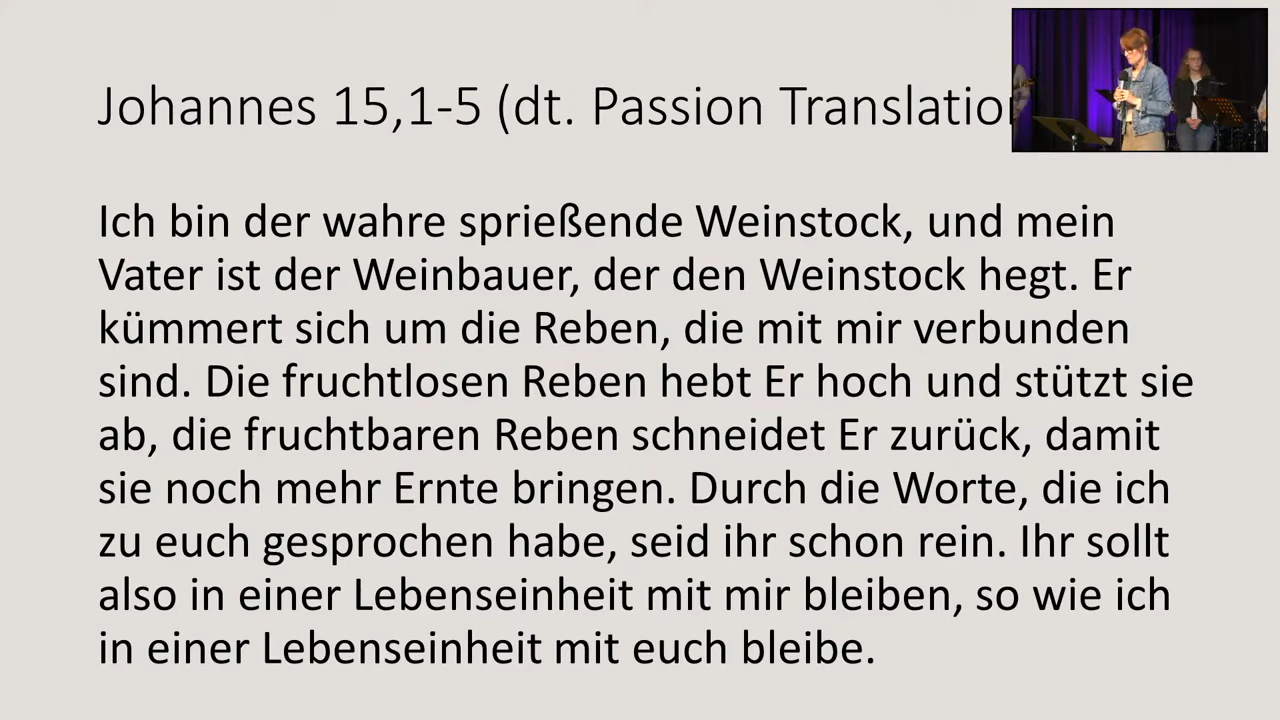 Johannes 15,1-5 (dt. Passion Translation
Ich bin der wahre sprießende Weinstock, und mein
Vater ist der Weinbauer, der den Weinstock hegt. Er
kümmert sich um die Reben, die mit mir verbunden
sind. Die fruchtlosen Reben hebt Er hoch und stützt sie
ab, die fruchtbaren Reben schneidet Er zurück, damit
sie noch mehr Ernte bringen. Durch die Worte, die ich
zu euch gesprochen habe, seid ihr schon rein. Ihr sollt
also in einer Lebenseinheit mit mir bleiben, so wie ich
in einer Lebenseinheit mit euch bleibe.